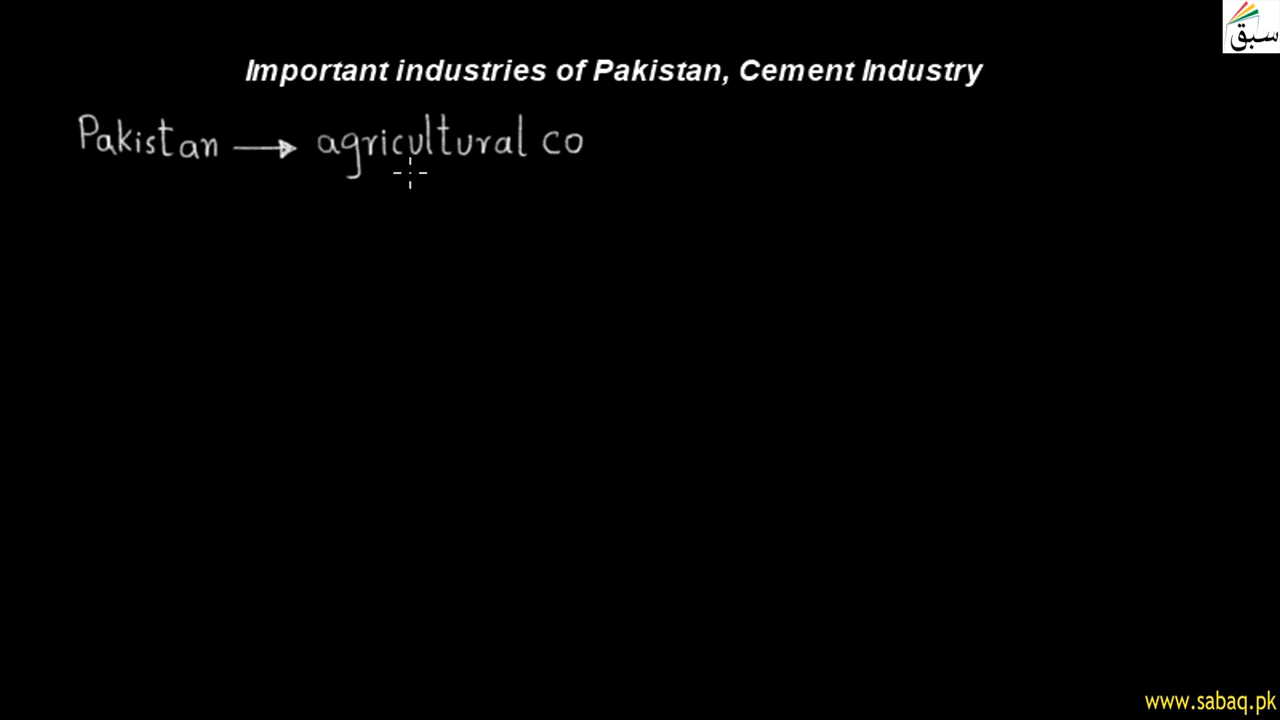 سبق
Important industries of Pakistan, Cement Industry
Pakistan → agricultural co
www.sabaq.pk